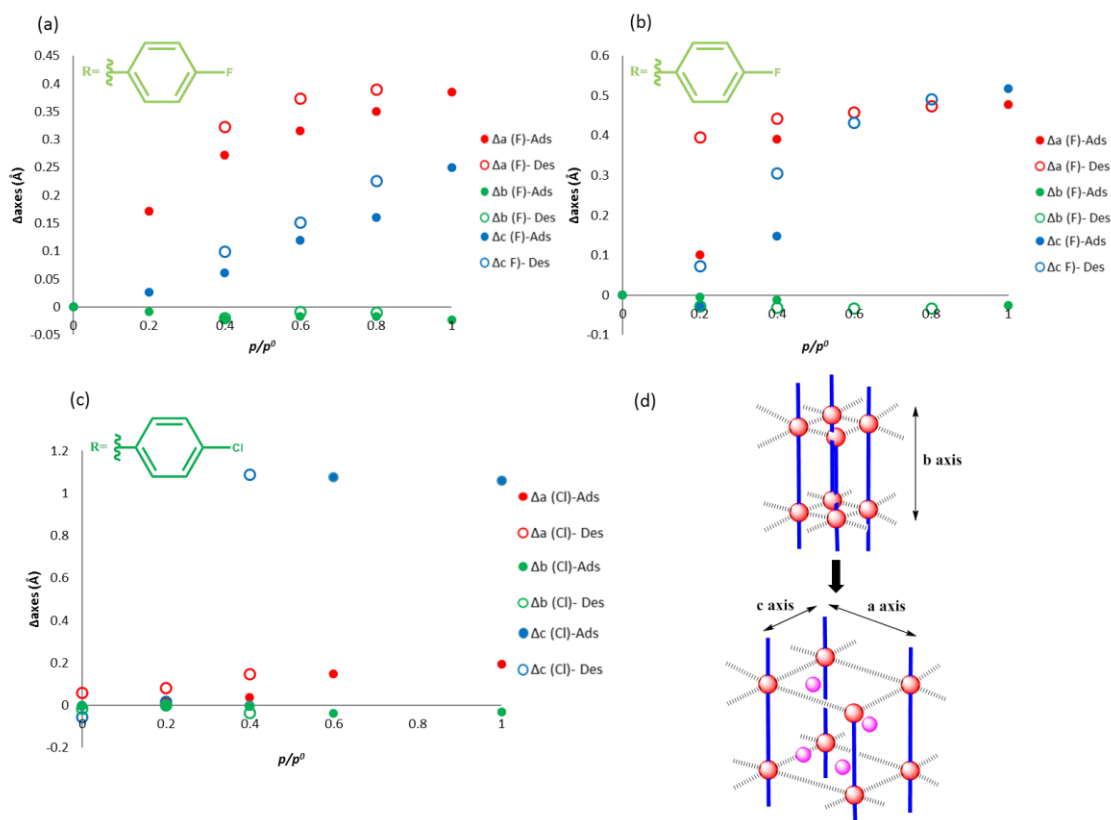 (a)
R=
F
Δaxes (Å)
0.45
0.4
0.35
0.3
0.25
0.2
0.15
0.1
0.05
0
-0.05
0
0.2
0.4
0.6
0.8
1
p/p⁰
Δa (F)-Ads
Δa (F)- Des
Δb (F)-Ads
Δb (F)- Des
Δc (F)-Ads
Δc F)- Des
(b)
R=
F
Δaxes (Å)
0.6
0.5
0.4
0.3
0.2
0.1
0
-0.1
0
0.2
0.4
0.6
0.8
1
p/p⁰
Δa (F)-Ads
Δa (F)- Des
Δb (F)-Ads
Δb (F)- Des
Δc (F)-Ads
Δc F)- Des
(c)
R=
Cl
Δaxes (Å)
1.2
1
0.8
0.6
0.4
0.2
0
-0.2
0
0.2
0.4
0.6
0.8
1
p/p⁰
Δa (Cl)-Ads
Δa (Cl)- Des
Δb (Cl)-Ads
Δb (Cl)- Des
Δc (Cl)-Ads
Δc (Cl)- Des
(d)
b axis
c axis
a axis